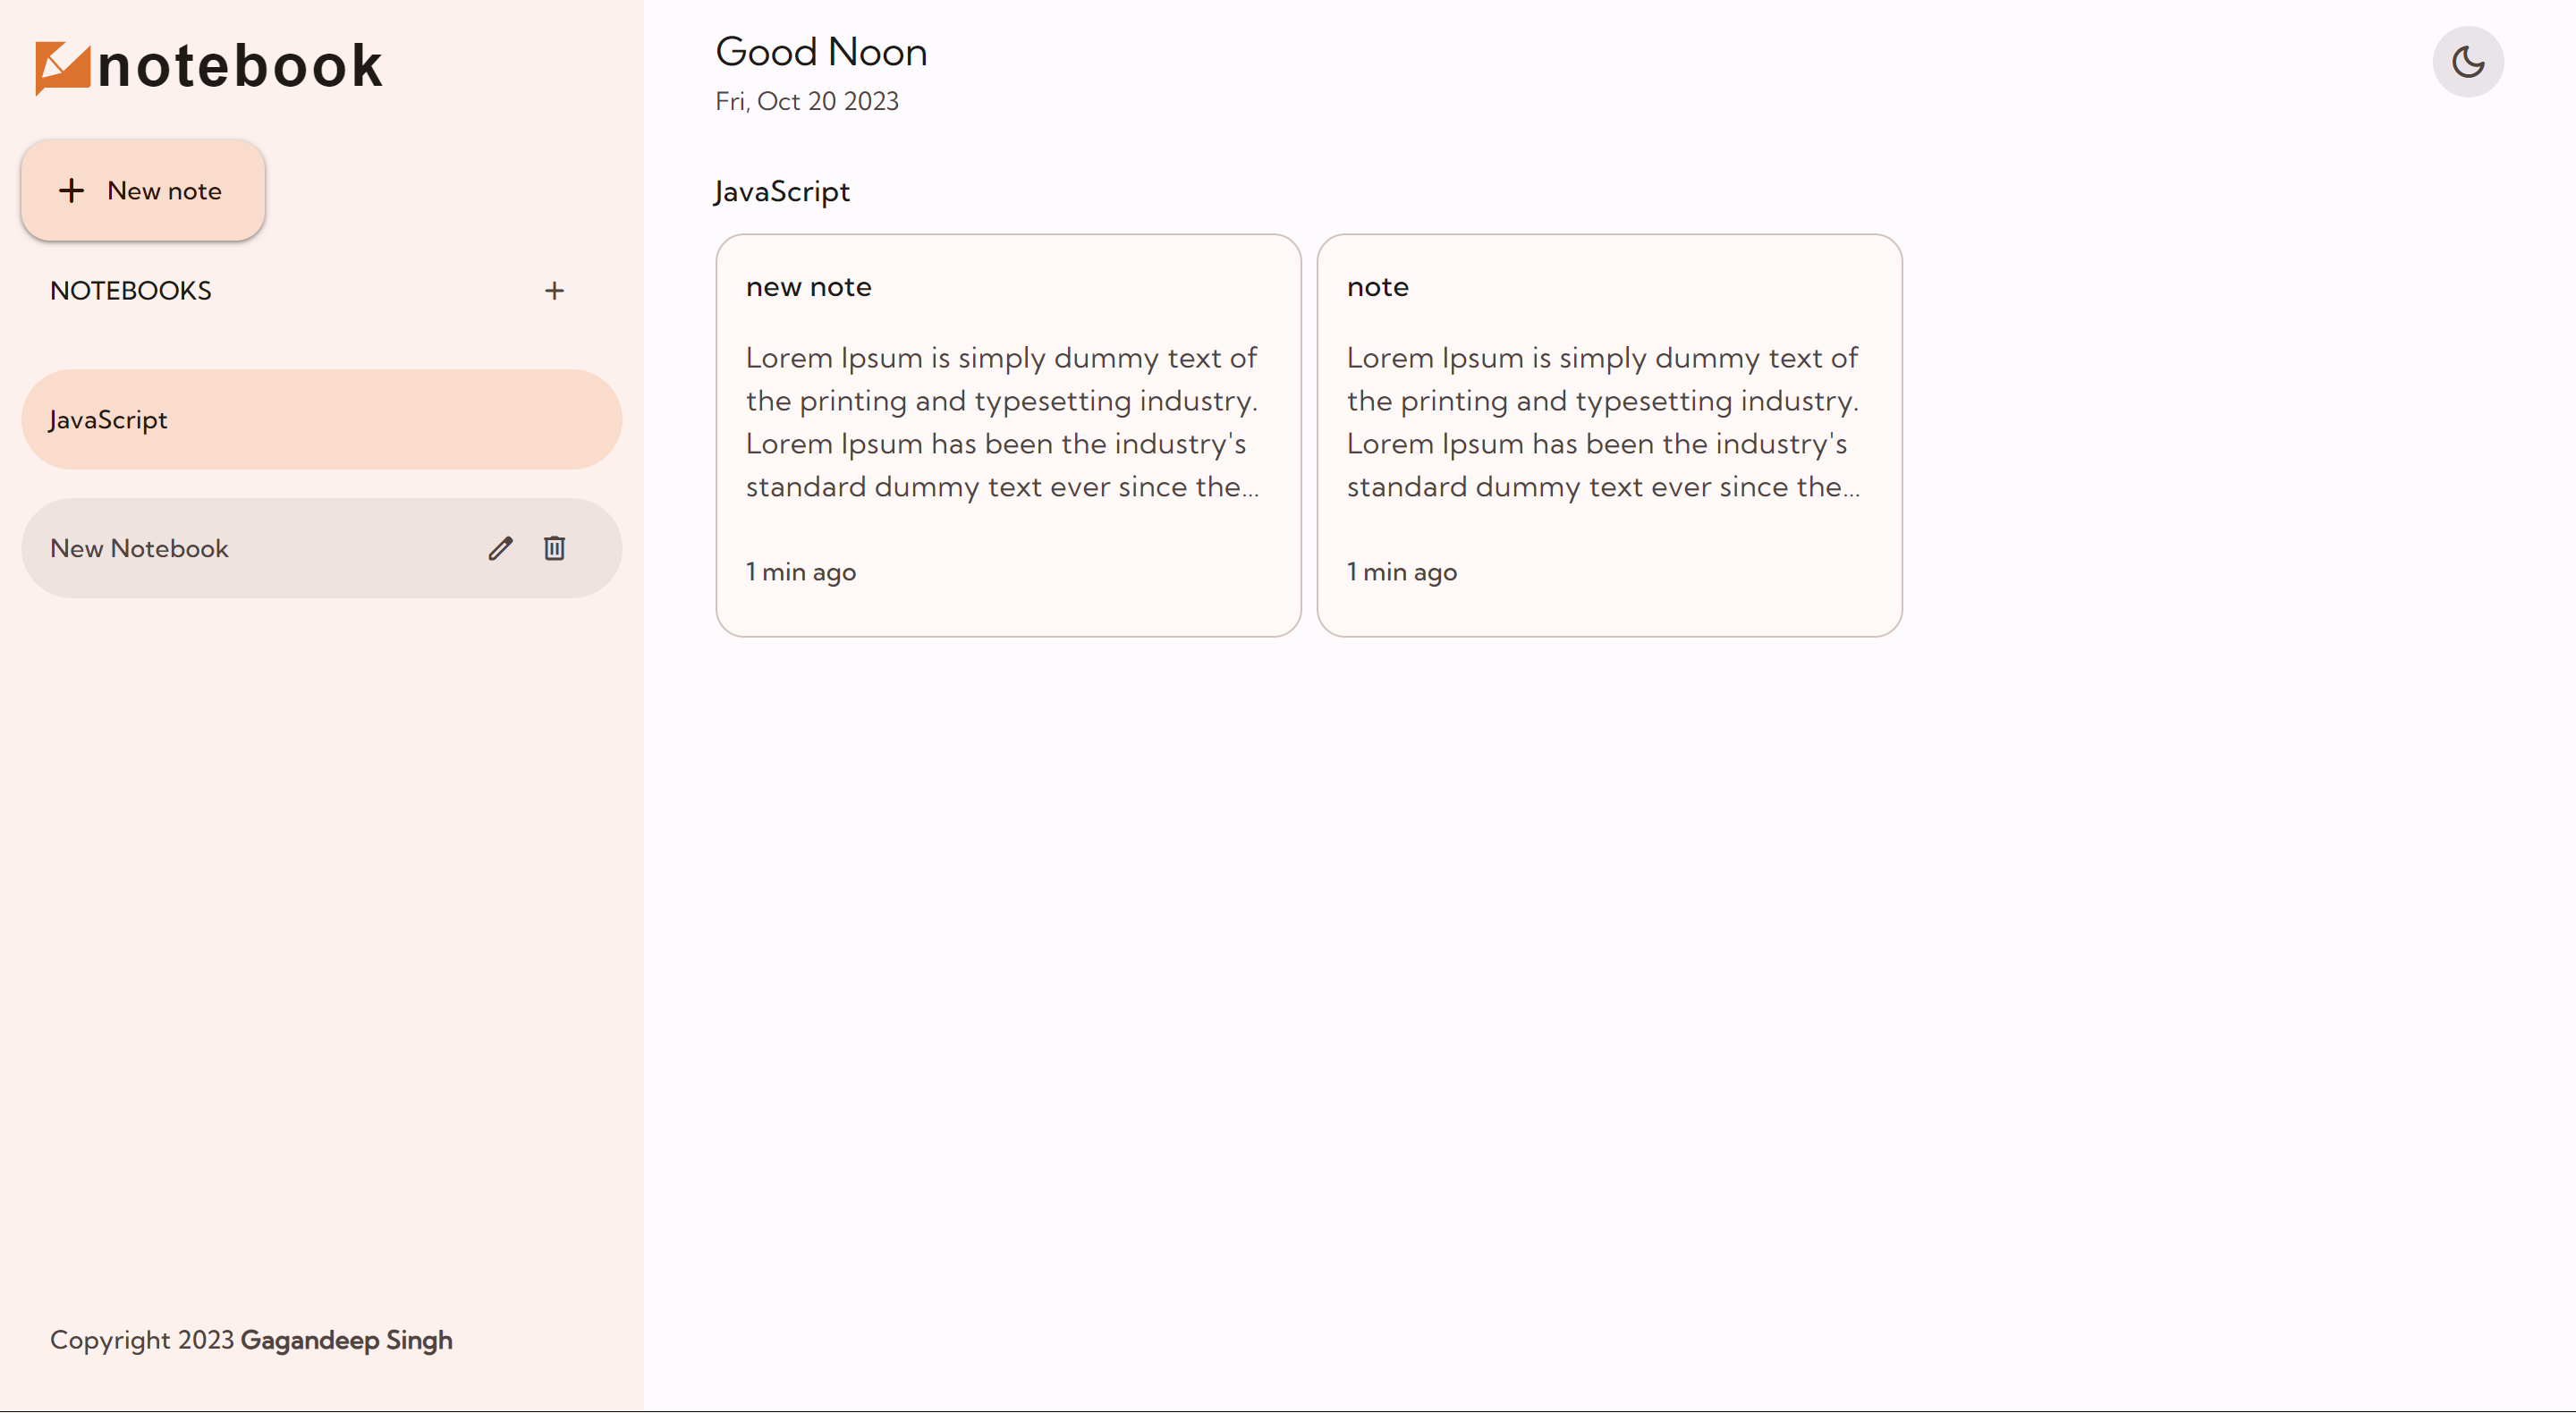 notebook
New note
NOTEBOOKS
JavaScript
New Notebook
Copyright 2023 Gagandeep Singh
Good Noon
Fri, Oct 20 2023
JavaScript
new note
Lorem Ipsum is simply dummy text of
the printing and typesetting industry.
Lorem Ipsum has been the industry's
standard dummy text ever since the...
1 min ago
note
Lorem Ipsum is simply dummy text of
the printing and typesetting industry.
Lorem Ipsum has been the industry's
standard dummy text ever since the...
1 min ago